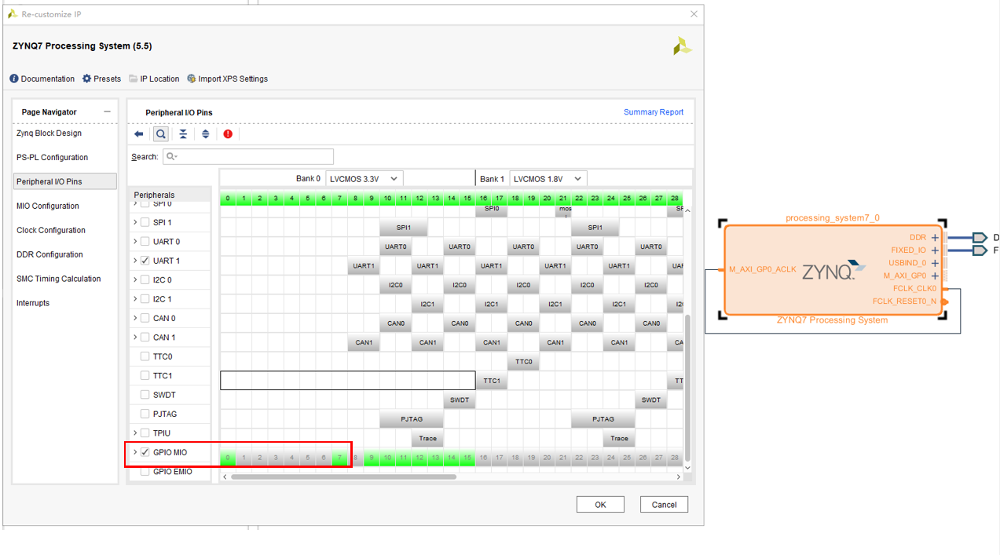 Re-customize IP
ZYNQ7 Processing System (5.5)
Documentation Presets IP Location Import XPS Settings
Page Navigator
Zynq Block Design
PS-PL Configuration
Peripheral I/O Pins
MIO Configuration
Clock Configuration
DDR Configuration
SMC Timing Calculation
Interrupts
Peripheral I/O Pins Summary Report
Search:
Bank 0 LVCMOS 3.3V Bank 1 LVCMOS 1.8V
Peripherals 0 1 2 3 4 5 6 7 8 9 10 11 12 13 14 15 16 17 18 19 20 21 22 23 24 25 26 27 28
SPI 0 SPI0 mos SP
SPI 1 SPI1 SPI1
UART 0 UART0 UART0 UART0 UART0 UART0
UART 1 UART1 UART1 UART1 UART1 UART1 UAR
I2C 0 I2C0 I2C0 I2C0 I2C0 I2C0
I2C 1 I2C1 I2C1 I2C1 I2C1 I2
CAN 0 CAN0 CAN0 CAN0 CAN0 CAN0
CAN 1 CAN1 CAN1 CAN1 CAN1 CAN1 CA
TTC0 TTC0
TTC1 TTC1 TT
SWDT SWDT SWDT
PJTAG PJTAG PJTAG
TPIU Trace Trace
GPIO MIO 0 1 2 3 4 5 6 7 8 9 10 11 12 13 14 15 16 17 18 19 20 21 22 23 24 25 26 27 28
GPIO EMIO
OK Cancel
processing_system7_0
DDR
FIXED_IO
USBIND_0
M_AXI_GP0_ACLK ZYNQ M_AXI_GP0
FCLK_CLK0
FCLK_RESET0_N
ZYNQ7 Processing System
D
F